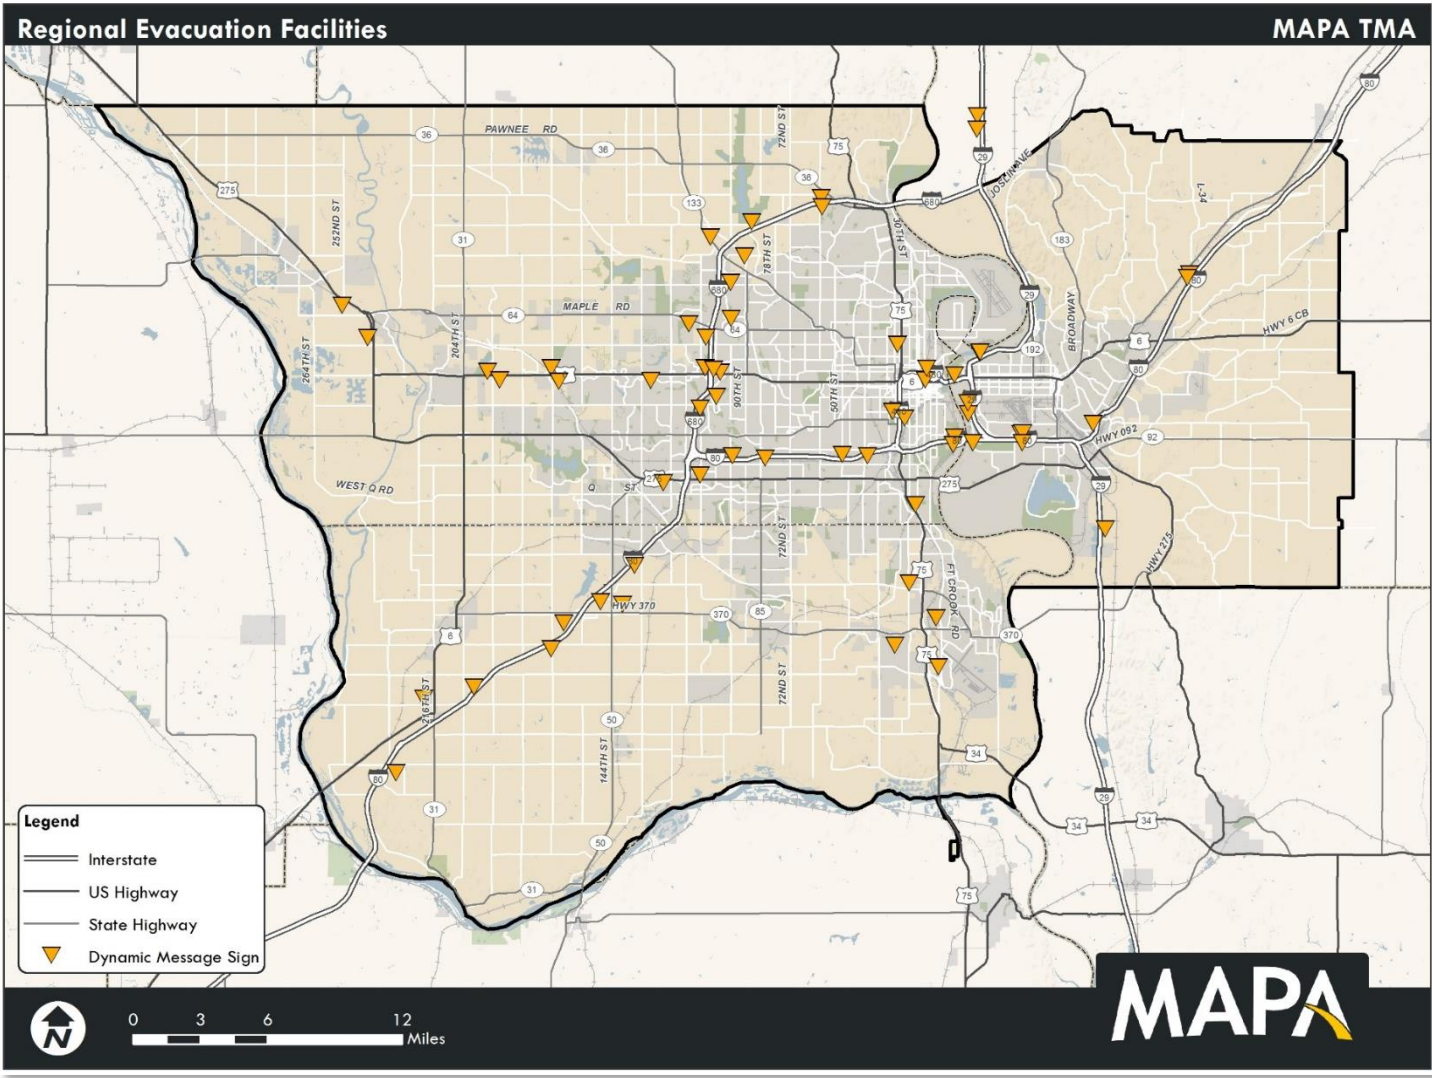 Regional Evacuation Facilities
MAPA TMA
80
36
PAWNEE RD
72ND ST
75
29
36
36
JOSLIN AVE
275
133
680
L-34
252ND ST
31
78TH ST
30TH ST
183
80
680
29
MAPLE RD
64
75
BROADWAY
HWY 6 CB
64
6
264TH ST
204TH ST
192
80
6
90TH ST
50TH ST
680
HWY 092
92
80
80
WEST Q RD
Q ST
275
29
72ND ST
HWY 275
75
FT CROOK RD
HWY 370
370
85
370
6
75
72ND ST
216TH ST
50
144TH ST
34
80
31
29
34
34
50
31
75
Legend
Interstate
US Highway
State Highway
Dynamic Message Sign
N
0 3 6 12
Miles
MAPA